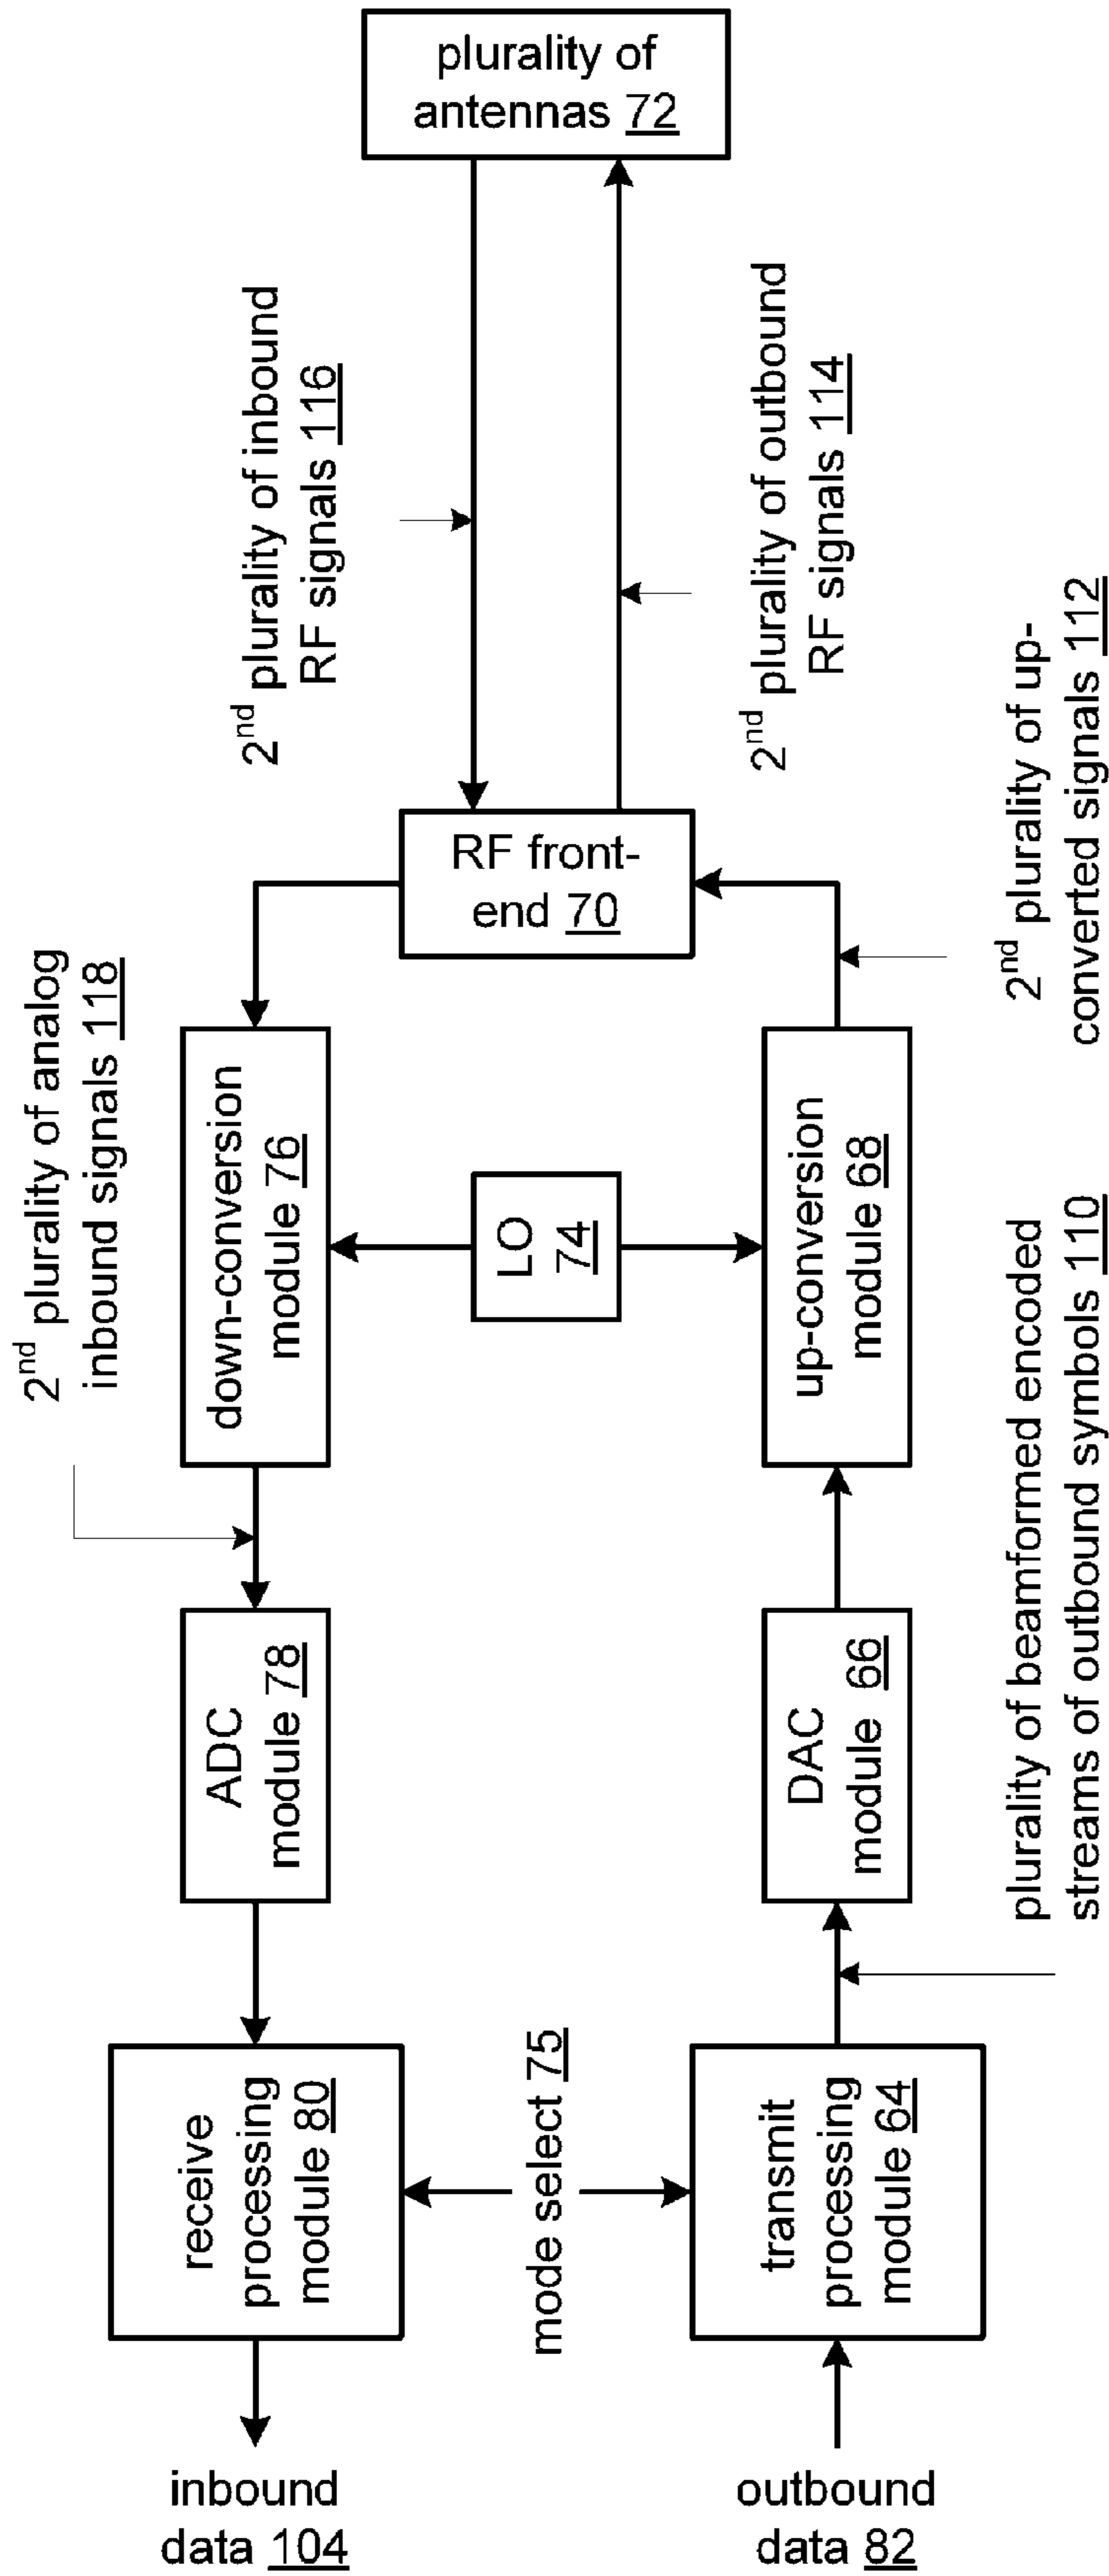 plurality of
antennas 72
2nd plurality of inbound
RF signals 116
2nd plurality of outbound
RF signals 114
RF front-
end 70
2nd plurality of analog
inbound signals 118
down-conversion
module 76
LO
74
up-conversion
module 68
2nd plurality of up-
converted signals 112
ADC
module 78
DAC
module 66
plurality of beamformed encoded
streams of outbound symbols 110
receive
processing
module 80
mode select 75
transmit
processing
module 64
inbound
data 104
outbound
data 82